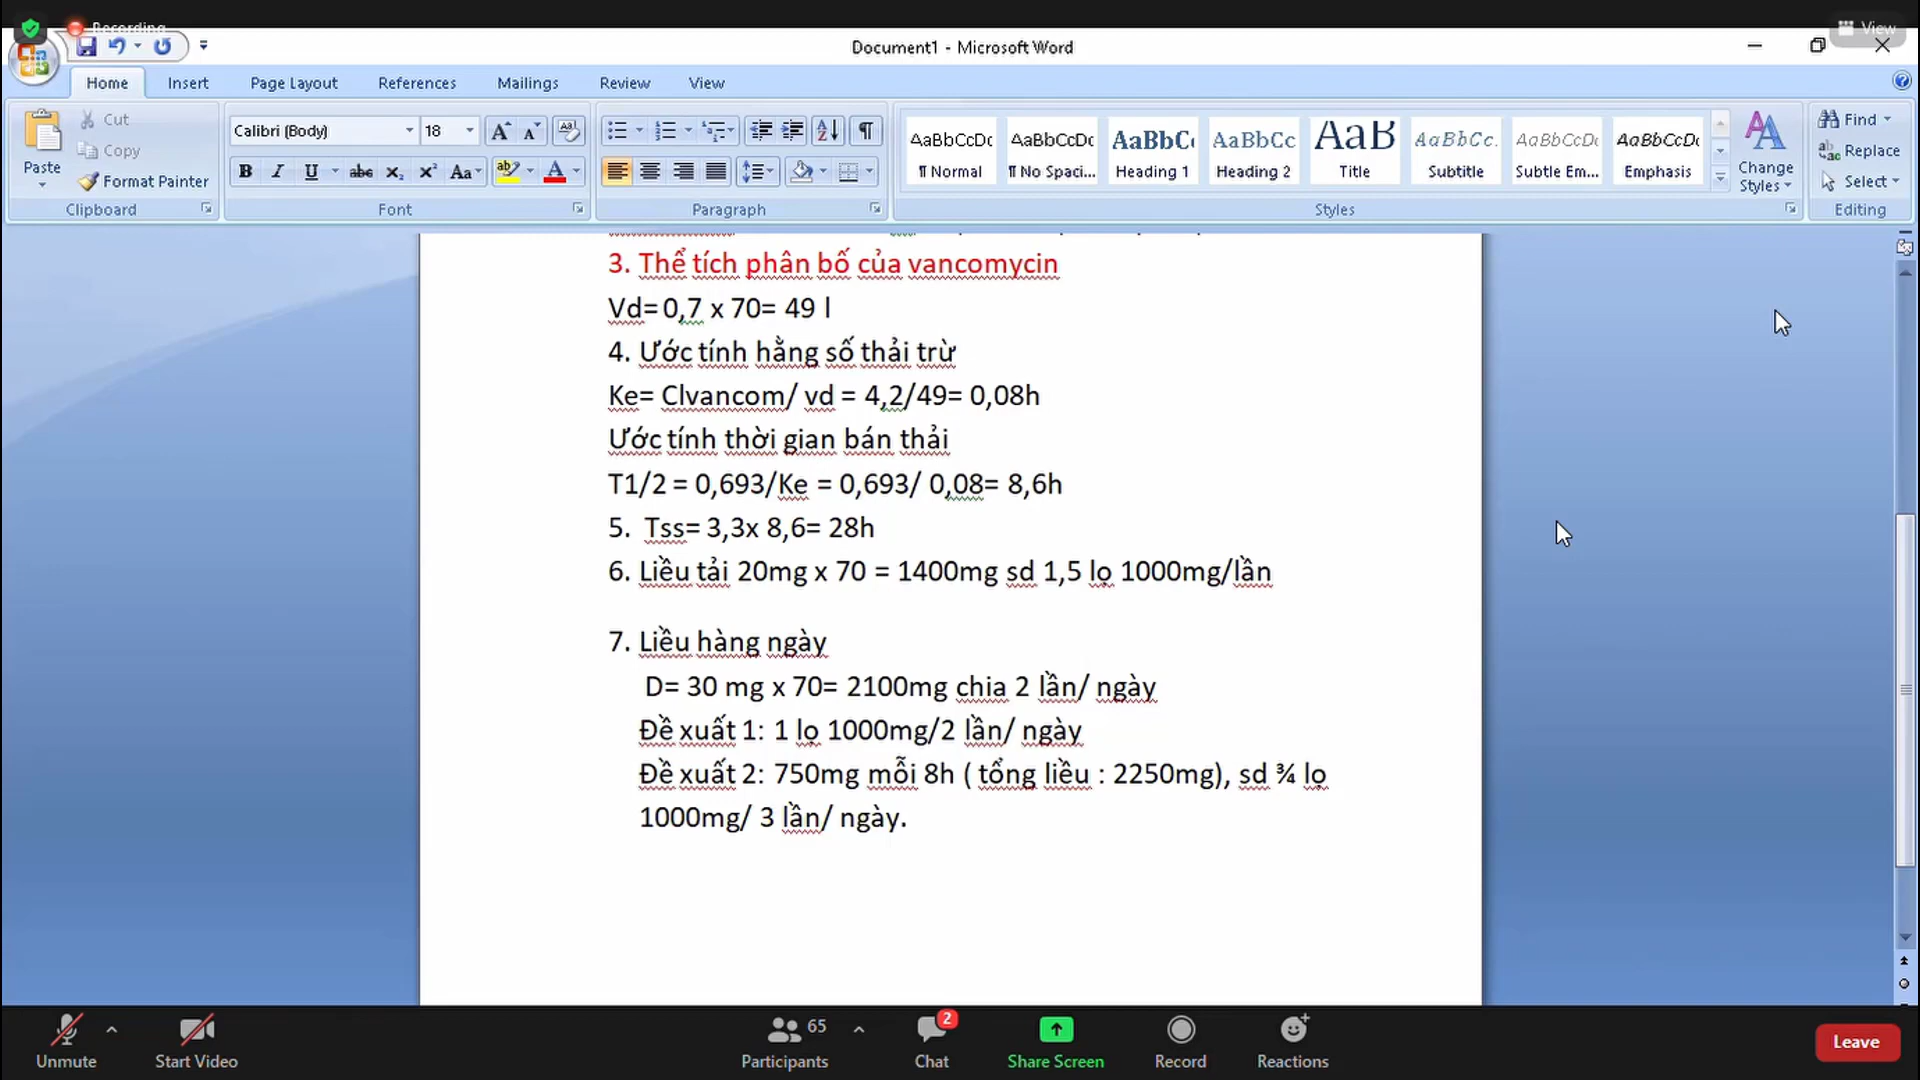 Recording
View
Document1 - Microsoft Word
Home Insert Page Layout References Mailings Review View
Paste
Cut
Copy
Format Painter
Clipboard
Calibri (Body) 18
Font
Paragraph
AaBbCcDc AaBbCcDc AaBbC AaBbCc AaB AaBbCc. AaBbCcDc AaBbCcDc
¶ Normal ¶ No Spaci... Heading 1 Heading 2 Title Subtitle Subtle Em... Emphasis
Change Styles
Styles
Find
Replace
Select
Editing
3. Thể tích phân bố của vancomycin
Vd= 0,7 x 70= 49 l
4. Ước tính hằng số thải trừ
Ke= Clvancom/ vd = 4,2/49= 0,08h
Ước tính thời gian bán thải
T1/2 = 0,693/Ke = 0,693/ 0,08= 8,6h
5. Tss= 3,3x 8,6= 28h
6. Liều tải 20mg x 70 = 1400mg sd 1,5 lọ 1000mg/lần
7. Liều hàng ngày
D= 30 mg x 70= 2100mg chia 2 lần/ ngày
Đề xuất 1: 1 lọ 1000mg/2 lần/ ngày
Đề xuất 2: 750mg mỗi 8h ( tổng liều : 2250mg), sd ¾ lọ
1000mg/ 3 lần/ ngày.
65 2
Unmute Start Video Participants Chat Share Screen Record Reactions Leave